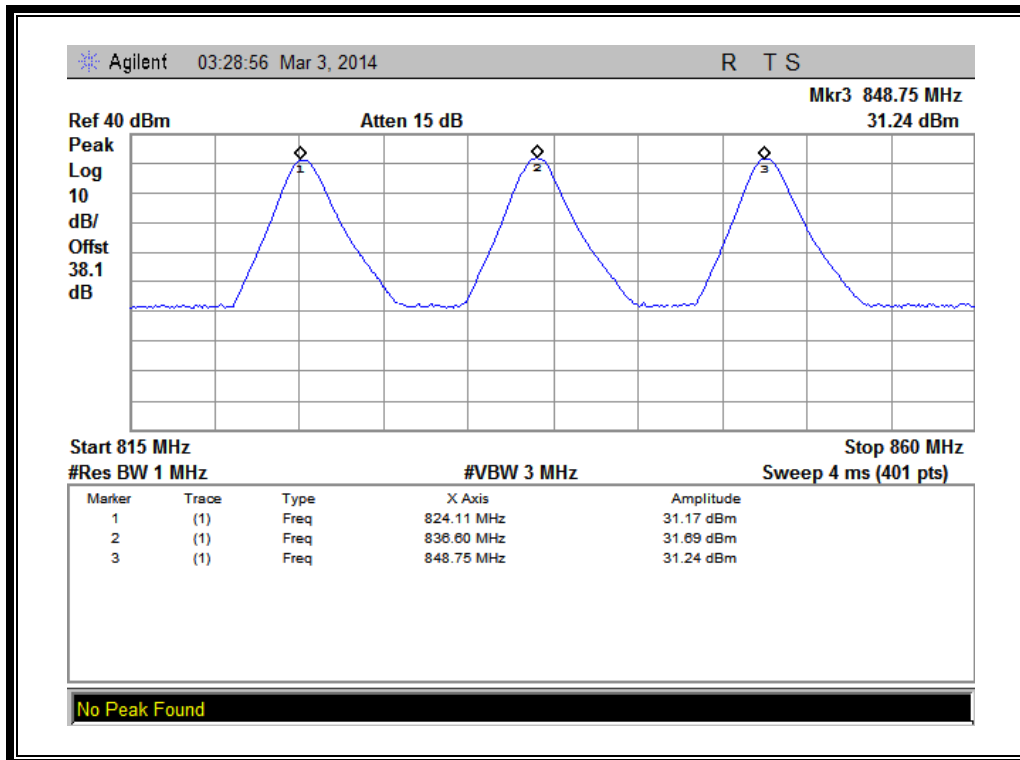 Agilent 03:28:56 Mar 3, 2014 R T S
Mkr3 848.75 MHz
Ref 40 dBm Atten 15 dB 31.24 dBm
Peak
Log
10
dB/
Offst
38.1
dB
1 2 3
Start 815 MHz Stop 860 MHz
#Res BW 1 MHz #VBW 3 MHz Sweep 4 ms (401 pts)
Marker Trace Type X Axis Amplitude
1 (1) Freq 824.11 MHz 31.17 dBm
2 (1) Freq 836.60 MHz 31.69 dBm
3 (1) Freq 848.75 MHz 31.24 dBm
No Peak Found